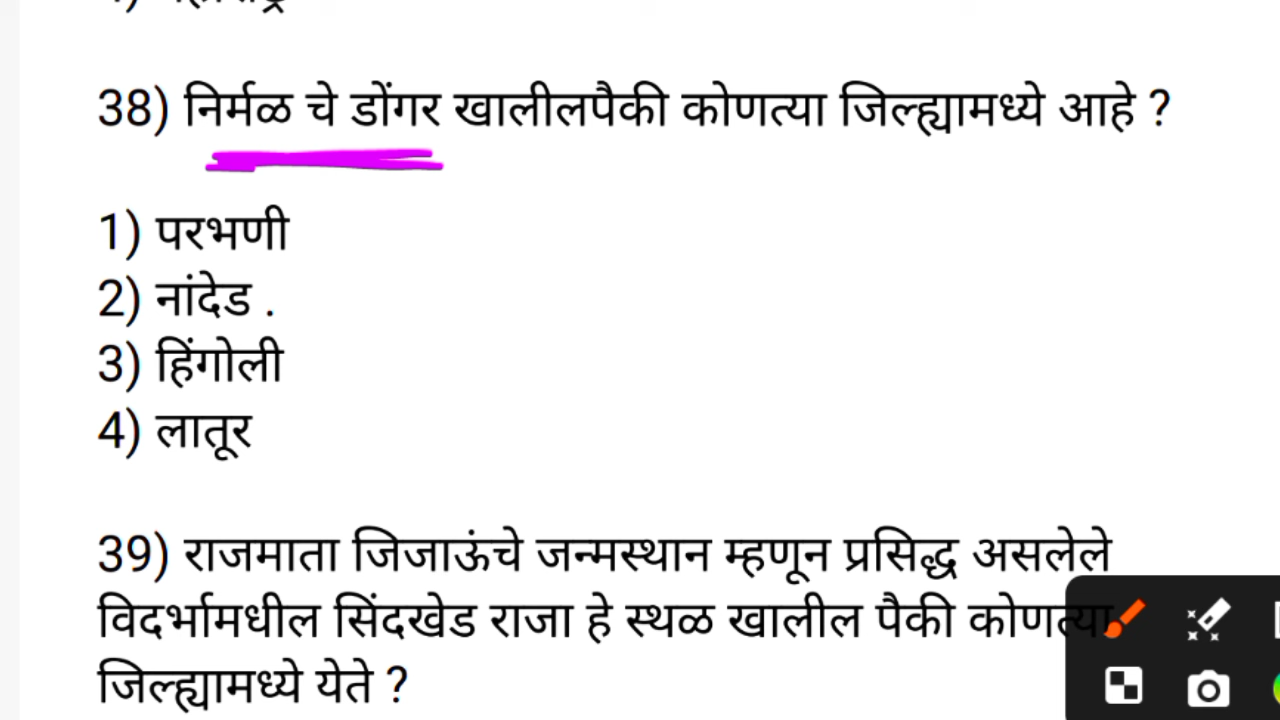 38) निर्मळ चे डोंगर खालीलपैकी कोणत्या जिल्ह्यामध्ये आहे ?
1) परभणी
2) नांदेड .
3) हिंगोली
4) लातूर
39) राजमाता जिजाऊंचे जन्मस्थान म्हणून प्रसिद्ध असलेले
विदर्भामधील सिंदखेड राजा हे स्थळ खालील पैकी कोणत्या
जिल्ह्यामध्ये येते ?